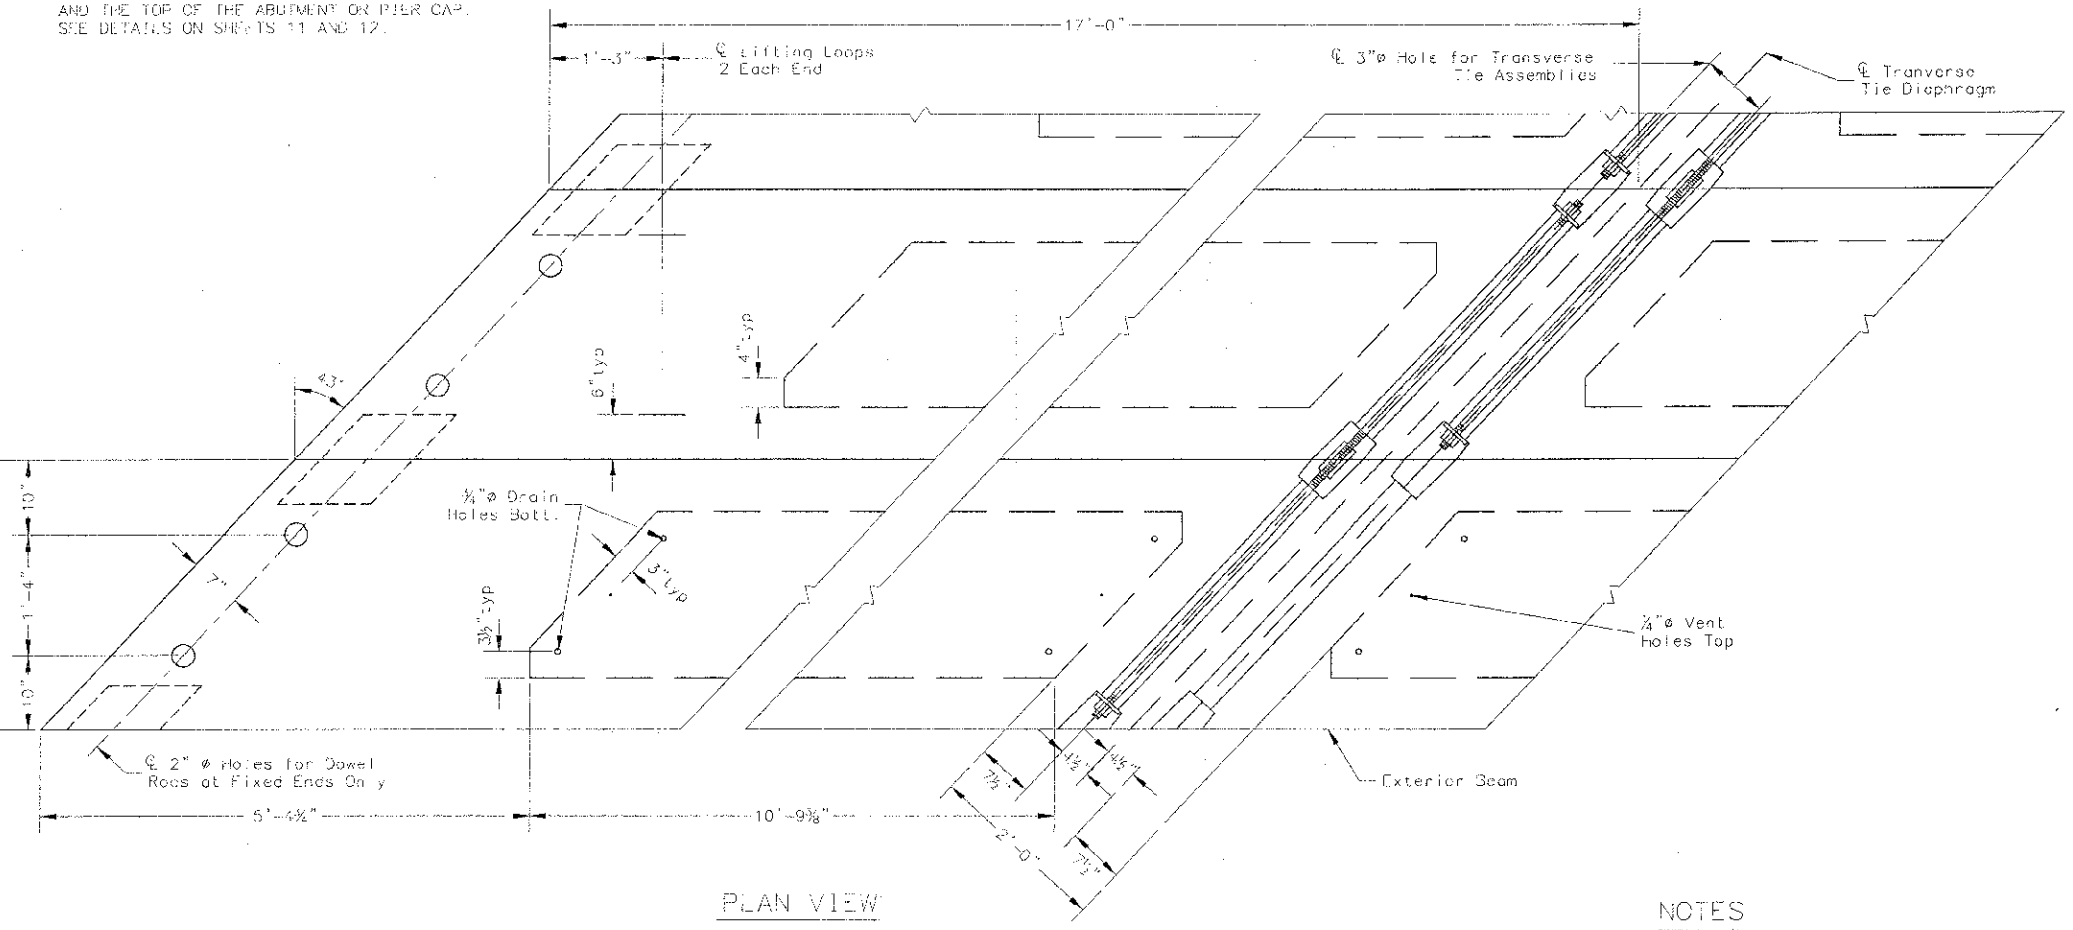 AND THE TOP OF THE ABUTMENT OR PIER CAP.
SEE DETAILS ON SHEETS 11 AND 12.
17'-0"
1'-3"
℄ Lifting Loops
2 Each End
℄ 3"ø Hole for Transverse
Tie Assemblies
℄ Tranverse
Tie Diaphragm
43°
6" typ
4" typ
10"
1'-4"
10"
7"
¾"ø Drain
Holes Bott.
3" typ
3½" typ
¼"ø Vent
Holes Top
℄ 2" ø Holes for Dowel
Rods at Fixed Ends Only
Exterior Beam
5'-4¾"
10'-9⅜"
7½"
4½"
4½"
2'-0"
7½"
PLAN VIEW
NOTES